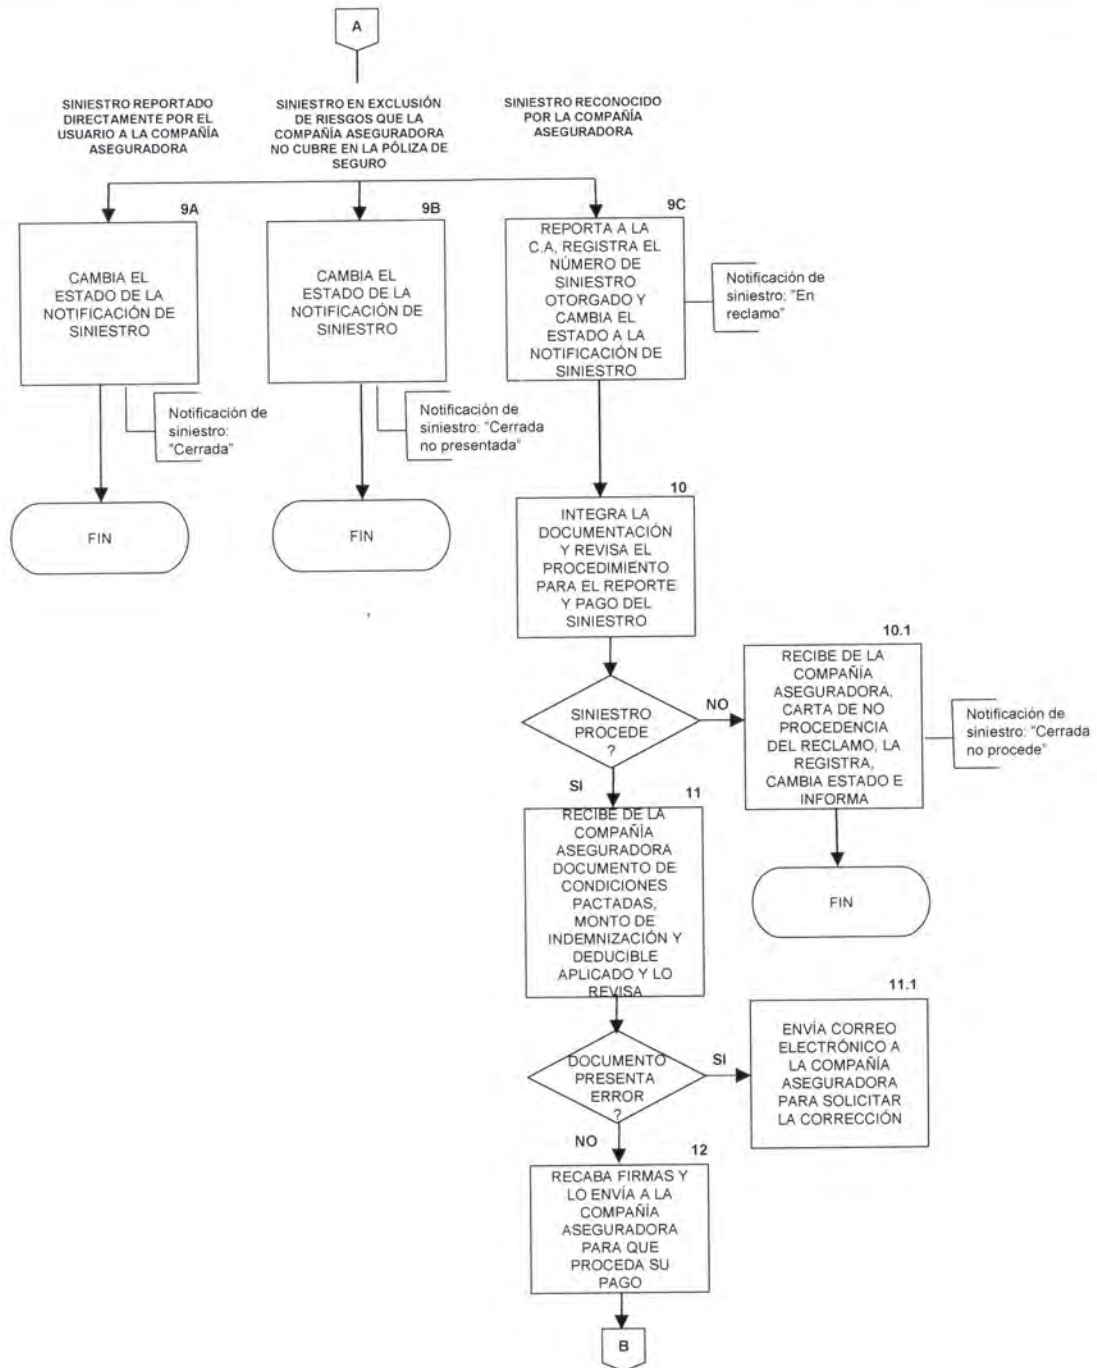 A
SINIESTRO REPORTADO
DIRECTAMENTE POR EL
USUARIO A LA COMPAÑÍA
ASEGURADORA
SINIESTRO EN EXCLUSIÓN
DE RIESGOS QUE LA
COMPAÑÍA ASEGURADORA
NO CUBRE EN LA PÓLIZA DE
SEGURO
SINIESTRO RECONOCIDO
POR LA COMPAÑÍA
ASEGURADORA
9A
CAMBIA EL
ESTADO DE LA
NOTIFICACIÓN DE
SINIESTRO
Notificación de
siniestro:
"Cerrada"
FIN
9B
CAMBIA EL
ESTADO DE LA
NOTIFICACIÓN DE
SINIESTRO
Notificación de
siniestro: "Cerrada
no presentada"
FIN
9C
REPORTA A LA
C.A, REGISTRA EL
NÚMERO DE
SINIESTRO
OTORGADO Y
CAMBIA EL
ESTADO A LA
NOTIFICACIÓN DE
SINIESTRO
Notificación de
siniestro: "En
reclamo"
10
INTEGRA LA
DOCUMENTACIÓN
Y REVISA EL
PROCEDIMIENTO
PARA EL REPORTE
Y PAGO DEL
SINIESTRO
SINIESTRO
PROCEDE
?
NO
10.1
RECIBE DE LA
COMPAÑÍA
ASEGURADORA,
CARTA DE NO
PROCEDENCIA
DEL RECLAMO, LA
REGISTRA,
CAMBIA ESTADO E
INFORMA
Notificación de
siniestro: "Cerrada
no procede"
FIN
SI
11
RECIBE DE LA
COMPAÑÍA
ASEGURADORA
DOCUMENTO DE
CONDICIONES
PACTADAS,
MONTO DE
INDEMNIZACIÓN Y
DEDUCIBLE
APLICADO Y LO
REVISA
DOCUMENTO
PRESENTA
ERROR
?
SI
11.1
ENVÍA CORREO
ELECTRÓNICO A
LA COMPAÑÍA
ASEGURADORA
PARA SOLICITAR
LA CORRECCIÓN
NO
12
RECABA FIRMAS Y
LO ENVÍA A LA
COMPAÑÍA
ASEGURADORA
PARA QUE
PROCEDA SU
PAGO
B